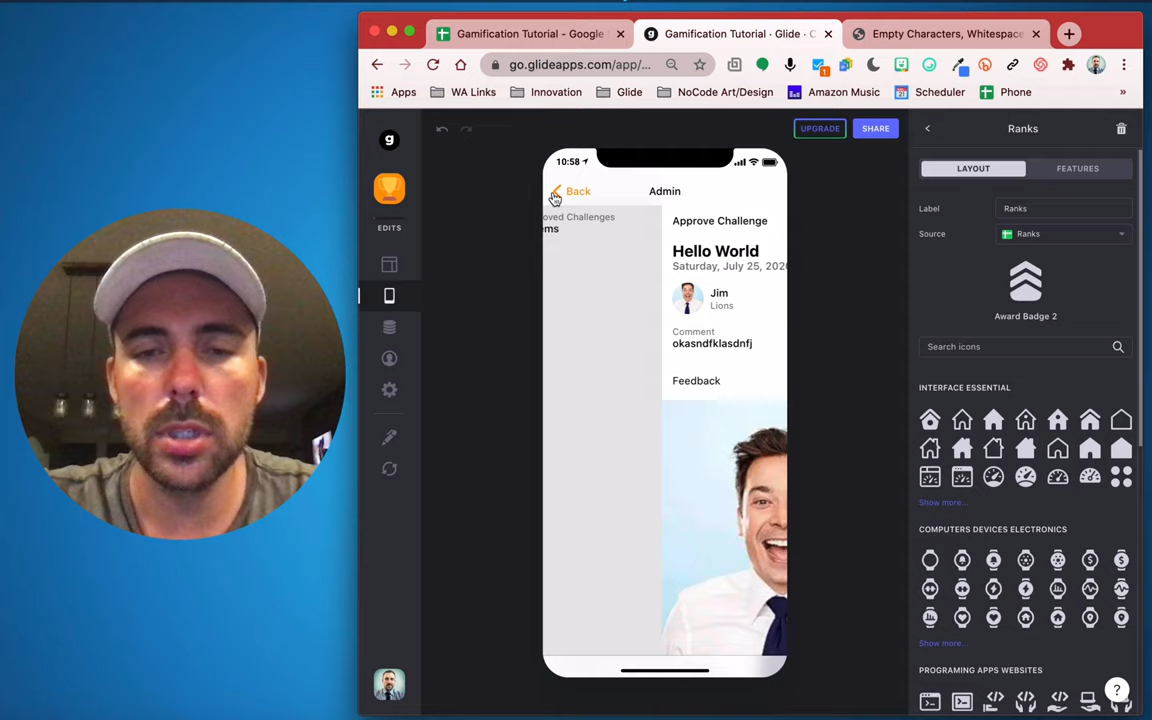 Gamification Tutorial - Google
Gamification Tutorial · Glide · C
Empty Characters, Whitespace
go.glideapps.com/app/...
1
Apps
WA Links
Innovation
Glide
NoCode Art/Design
Amazon Music
Scheduler
Phone
»
g
EDITS
UPGRADE
SHARE
10:58
Back
Admin
oved Challenges
ems
Approve Challenge
Hello World
Saturday, July 25, 202
Jim
Lions
Comment
okasndfklasdnfj
Feedback
Ranks
LAYOUT
FEATURES
Label
Ranks
Source
Ranks
Award Badge 2
Search icons
INTERFACE ESSENTIAL
Show more...
COMPUTERS DEVICES ELECTRONICS
Show more...
PROGRAMING APPS WEBSITES
?